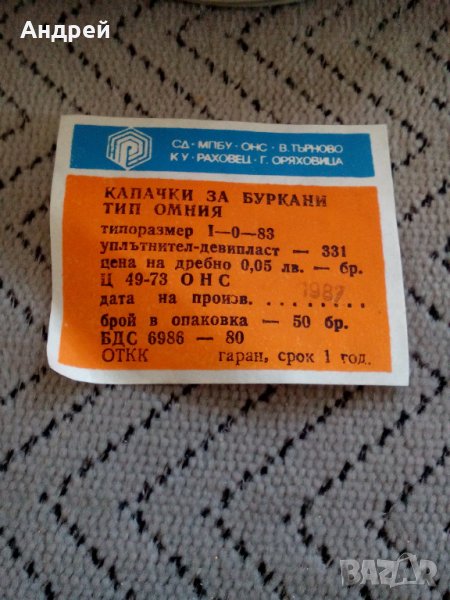 Андрей
СД · МПБУ · ОНС · В. ТЪРНОВО
К У · РАХОВЕЦ · Г. ОРЯХОВИЦА
КАПАЧКИ ЗА БУРКАНИ
ТИП ОМНИЯ
типоразмер I—0—83
уплътнител-девипласт — 331
цена на дребно 0,05 лв. — бр.
Ц 49-73 ОНС
дата на произв. . . . . . . . . 1987
брой в опаковка — 50 бр.
БДС 6986 — 80
ОТКК гаран, срок 1 год.
BAZAR